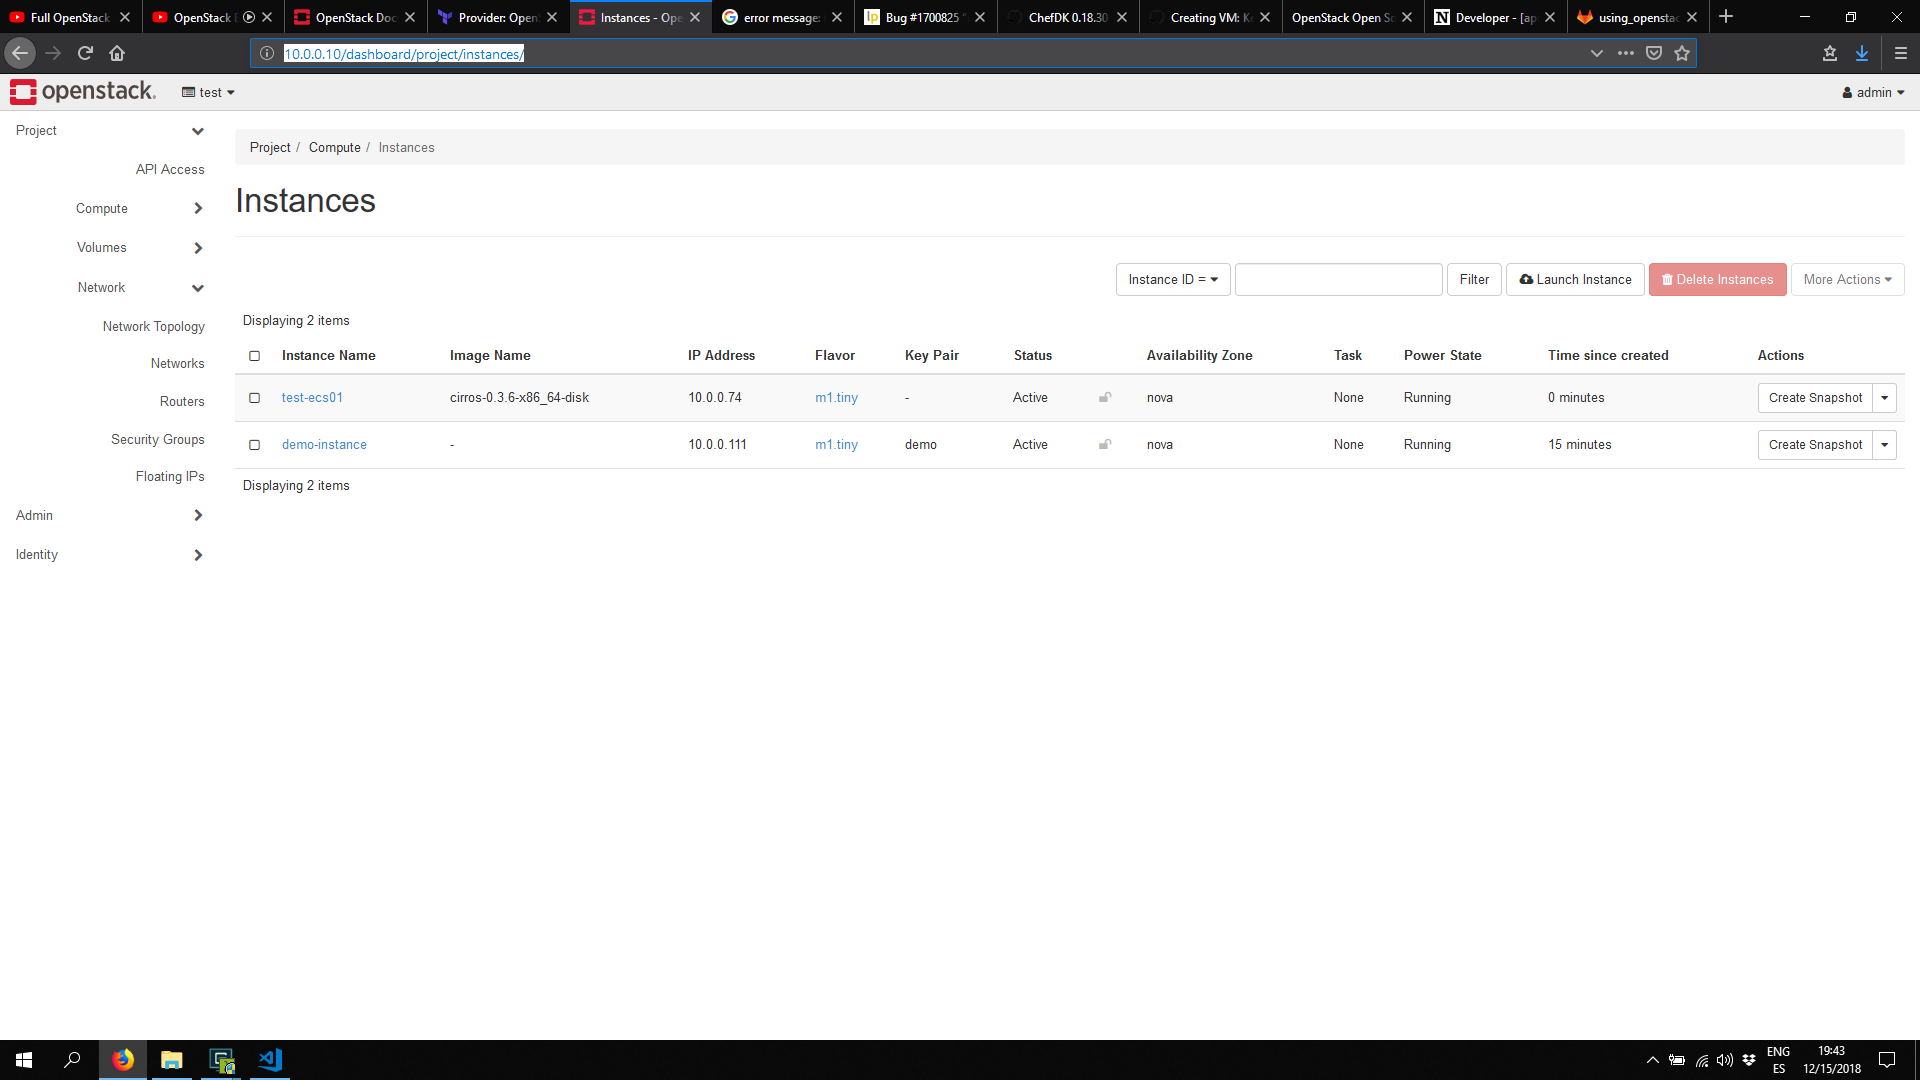 Full OpenStack
OpenStack
OpenStack Doc
Provider: Open
Instances - Ope
error message:
lp Bug #1700825 "
ChefDK 0.18.30
Creating VM: Ke
OpenStack Open So
N Developer - [ap
using_openstac
10.0.0.10/dashboard/project/instances/
openstack.
test
admin
Project
API Access
Compute
Volumes
Network
Network Topology
Networks
Routers
Security Groups
Floating IPs
Admin
Identity
Project / Compute / Instances
Instances
Instance ID = Filter Launch Instance Delete Instances More Actions
Displaying 2 items
Instance Name Image Name IP Address Flavor Key Pair Status Availability Zone Task Power State Time since created Actions
test-ecs01 cirros-0.3.6-x86_64-disk 10.0.0.74 m1.tiny - Active nova None Running 0 minutes Create Snapshot
demo-instance - 10.0.0.111 m1.tiny demo Active nova None Running 15 minutes Create Snapshot
Displaying 2 items
ENG
ES
19:43
12/15/2018